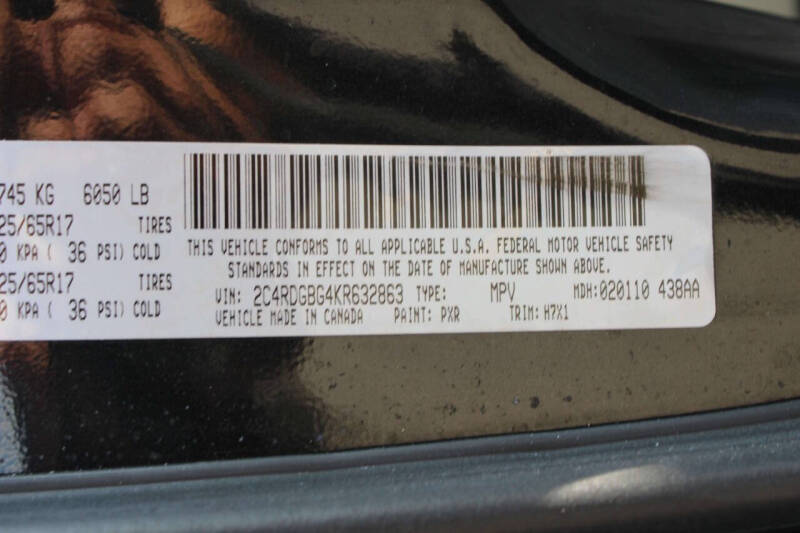 745 KG 6050 LB
25/65R17 TIRES
0 KPA ( 36 PSI) COLD
25/65R17 TIRES
0 KPA ( 36 PSI) COLD
THIS VEHICLE CONFORMS TO ALL APPLICABLE U.S.A. FEDERAL MOTOR VEHICLE SAFETY
STANDARDS IN EFFECT ON THE DATE OF MANUFACTURE SHOWN ABOVE.
VIN: 2C4RDGBG4KR632863 TYPE: MPV MDH: 020110 438AA
VEHICLE MADE IN CANADA PAINT: PXR TRIM: H7X1